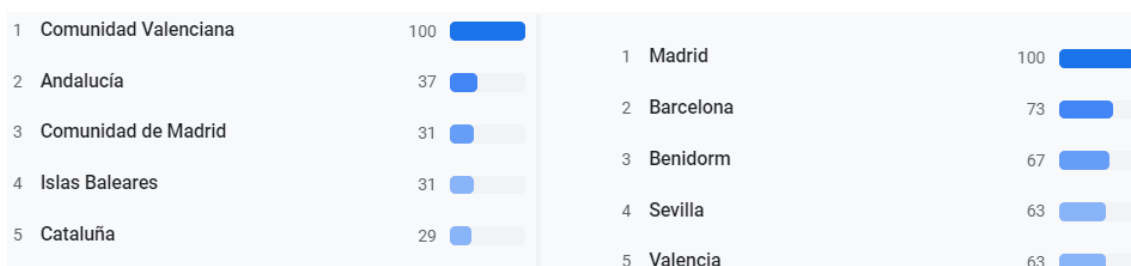 1 Comunidad Valenciana 100
2 Andalucía 37
3 Comunidad de Madrid 31
4 Islas Baleares 31
5 Cataluña 29
1 Madrid 100
2 Barcelona 73
3 Benidorm 67
4 Sevilla 63
5 Valencia 63